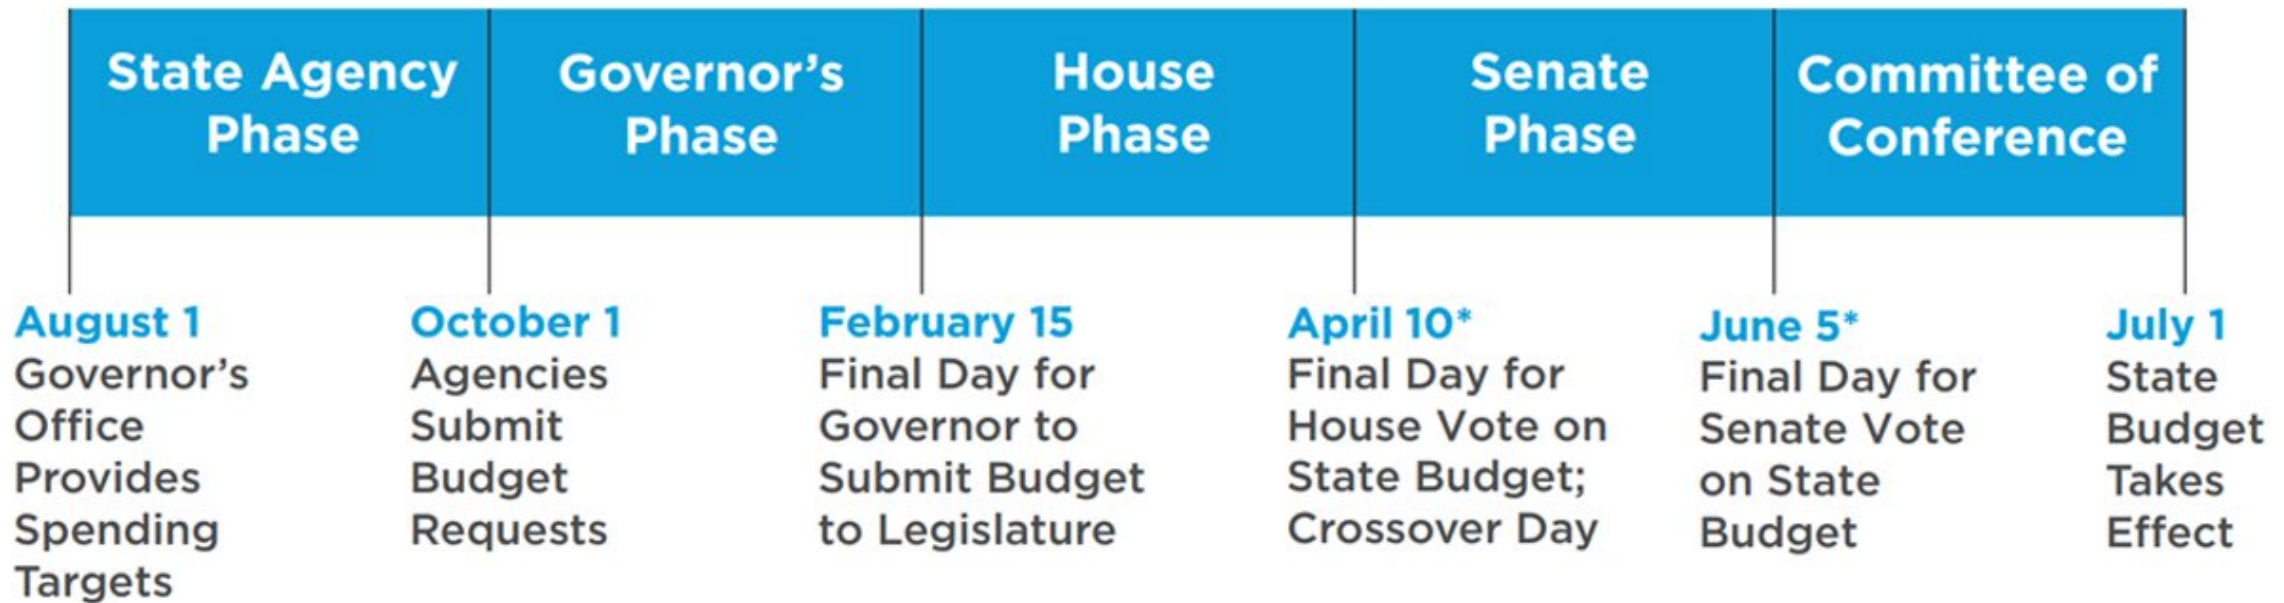 State Agency
Phase
Governor’s
Phase
House
Phase
Senate
Phase
Committee of
Conference
August 1
Governor’s
Office
Provides
Spending
Targets
October 1
Agencies
Submit
Budget
Requests
February 15
Final Day for
Governor to
Submit Budget
to Legislature
April 10*
Final Day for
House Vote on
State Budget;
Crossover Day
June 5*
Final Day for
Senate Vote
on State
Budget
July 1
State
Budget
Takes
Effect